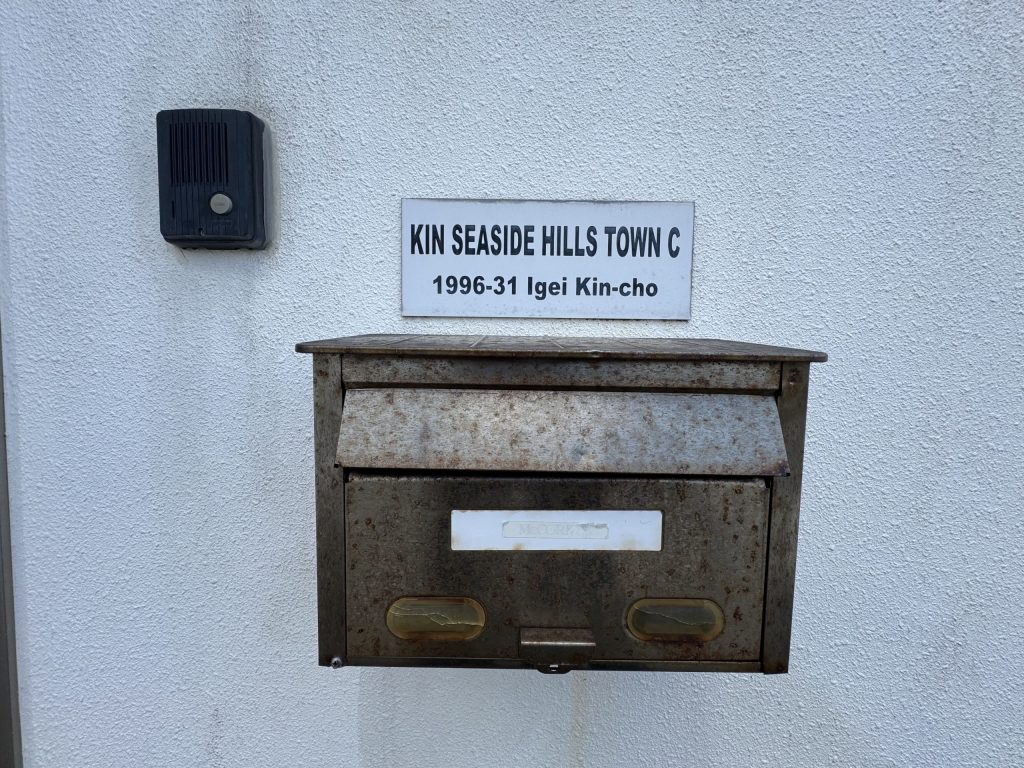 KIN SEASIDE HILLS TOWN C
1996-31 Igei Kin-cho